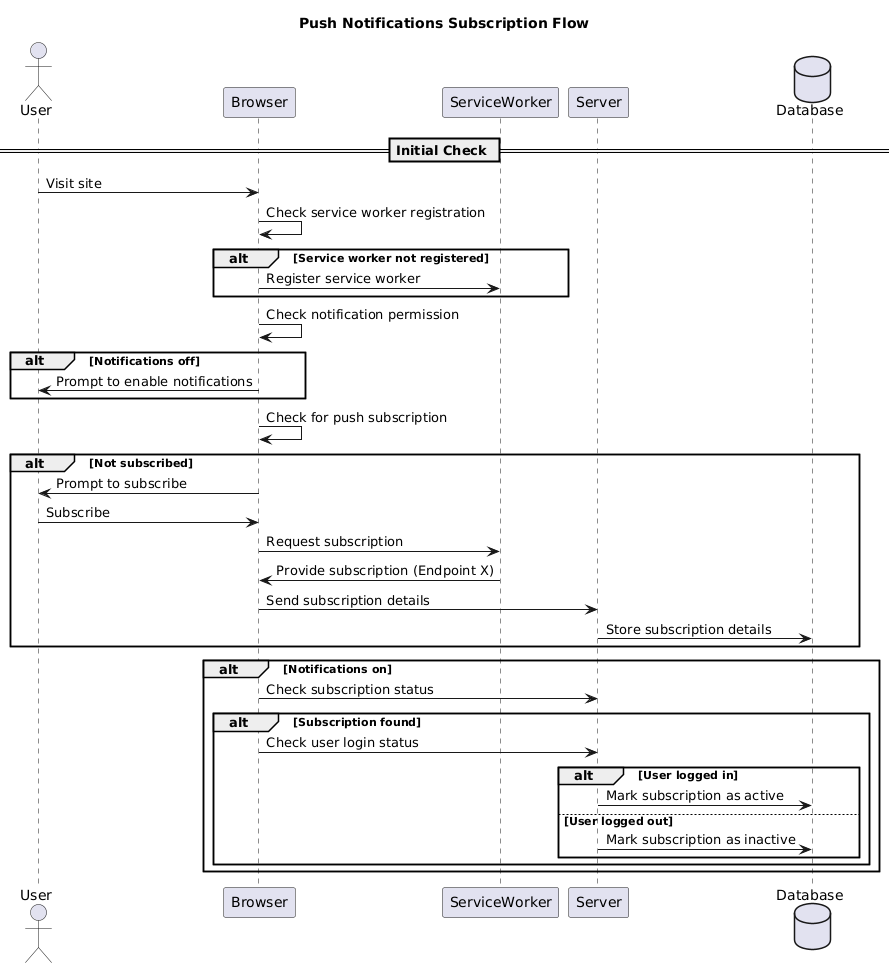 Push Notifications Subscription Flow
User
Browser
ServiceWorker
Server
Database
Initial Check
Visit site
Check service worker registration
alt [Service worker not registered]
Register service worker
Check notification permission
alt [Notifications off]
Prompt to enable notifications
Check for push subscription
alt [Not subscribed]
Prompt to subscribe
Subscribe
Request subscription
Provide subscription (Endpoint X)
Send subscription details
Store subscription details
alt [Notifications on]
Check subscription status
alt [Subscription found]
Check user login status
alt [User logged in]
Mark subscription as active
[User logged out]
Mark subscription as inactive
User
Browser
ServiceWorker
Server
Database